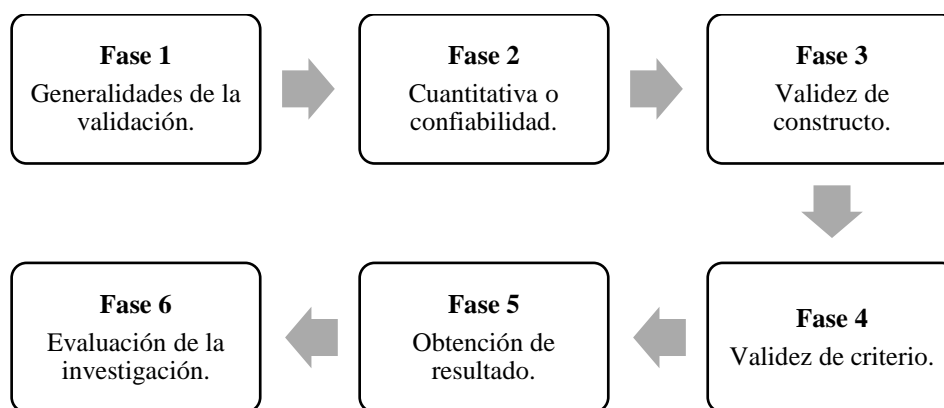 Fase 1
Generalidades de la
validación.
Fase 2
Cuantitativa o
confiabilidad.
Fase 3
Validez de
constructo.
Fase 4
Validez de criterio.
Fase 5
Obtención de
resultado.
Fase 6
Evaluación de la
investigación.